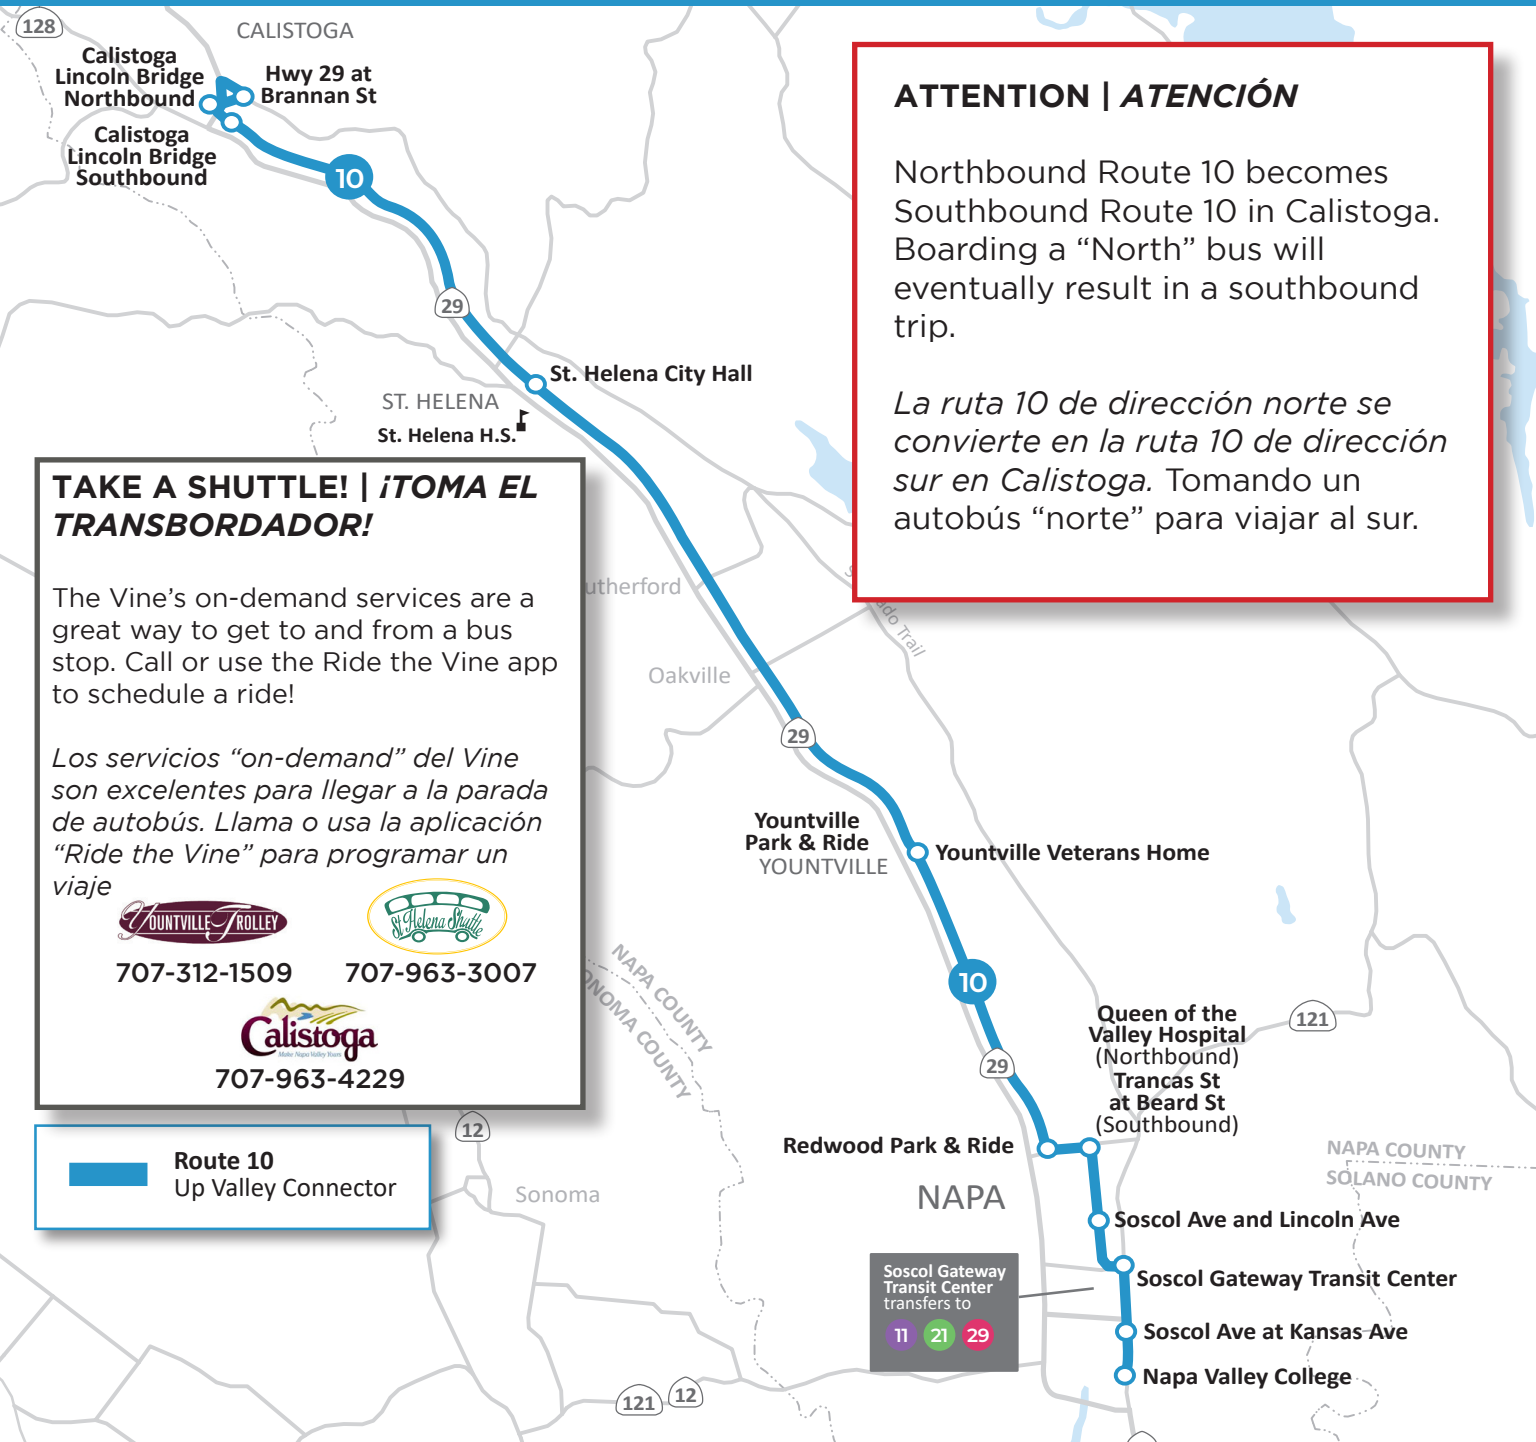 128
CALISTOGA
Calistoga
Lincoln Bridge
Northbound
Hwy 29 at
Brannan St
Calistoga
Lincoln Bridge
Southbound
10
29
ATTENTION | ATENCIÓN
Northbound Route 10 becomes
Southbound Route 10 in Calistoga.
Boarding a “North” bus will
eventually result in a southbound
trip.
La ruta 10 de dirección norte se
convierte en la ruta 10 de dirección
sur en Calistoga. Tomando un
autobús “norte” para viajar al sur.
St. Helena City Hall
ST. HELENA
St. Helena H.S.
TAKE A SHUTTLE! | ¡TOMA EL
TRANSBORDADOR!
The Vine’s on-demand services are a
great way to get to and from a bus
stop. Call or use the Ride the Vine app
to schedule a ride!
Los servicios “on-demand” del Vine
son excelentes para llegar a la parada
de autobús. Llama o usa la aplicación
“Ride the Vine” para programar un
viaje
YOUNTVILLE TROLLEY
St Helena Shuttle
707-312-1509
707-963-3007
Calistoga
Make Napa Valley Yours
707-963-4229
Route 10
Up Valley Connector
utherford
ado Trail
Oakville
29
Yountville
Park & Ride
YOUNTVILLE
Yountville Veterans Home
NAPA COUNTY
ONOMA COUNTY
10
29
Queen of the
Valley Hospital
(Northbound)
Trancas St
at Beard St
(Southbound)
121
12
Redwood Park & Ride
NAPA COUNTY
SOLANO COUNTY
Sonoma
NAPA
Soscol Ave and Lincoln Ave
Soscol Gateway
Transit Center
transfers to
11 21 29
Soscol Gateway Transit Center
Soscol Ave at Kansas Ave
Napa Valley College
121
12